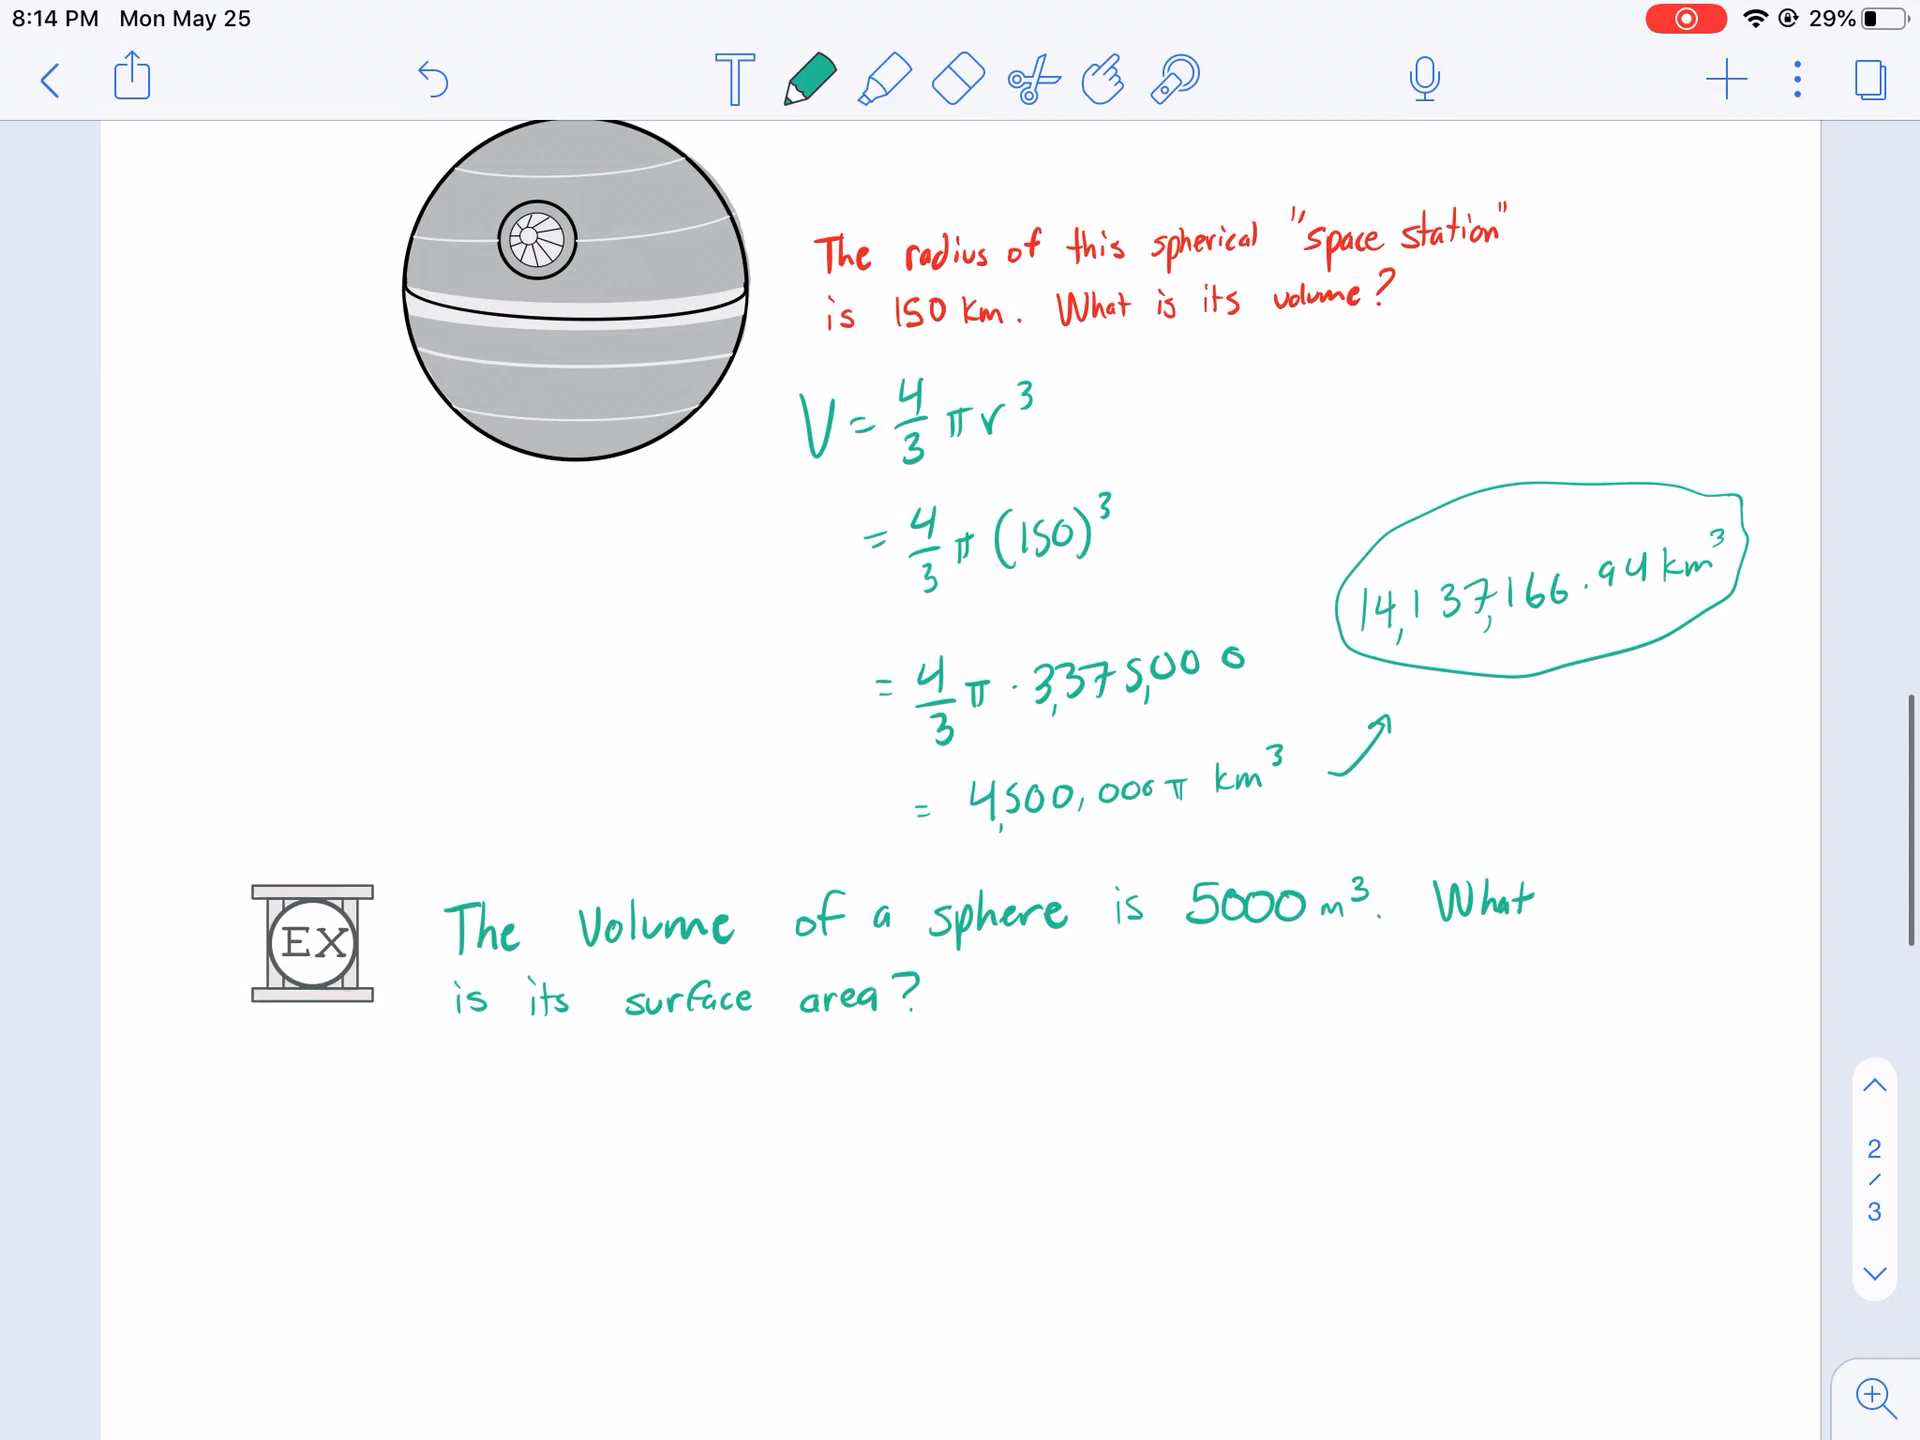 8:14 PM Mon May 25
29%
The radius of this spherical "space station"
is 150 km. What is its volume?
V = 4/3 π r³
= 4/3 π (150)³
14,137,166.94 km³
= 4/3 π · 3,375,000
= 4,500,000 π km³
EX
The volume of a sphere is 5000 m³. What
is its surface area?
2
/
3